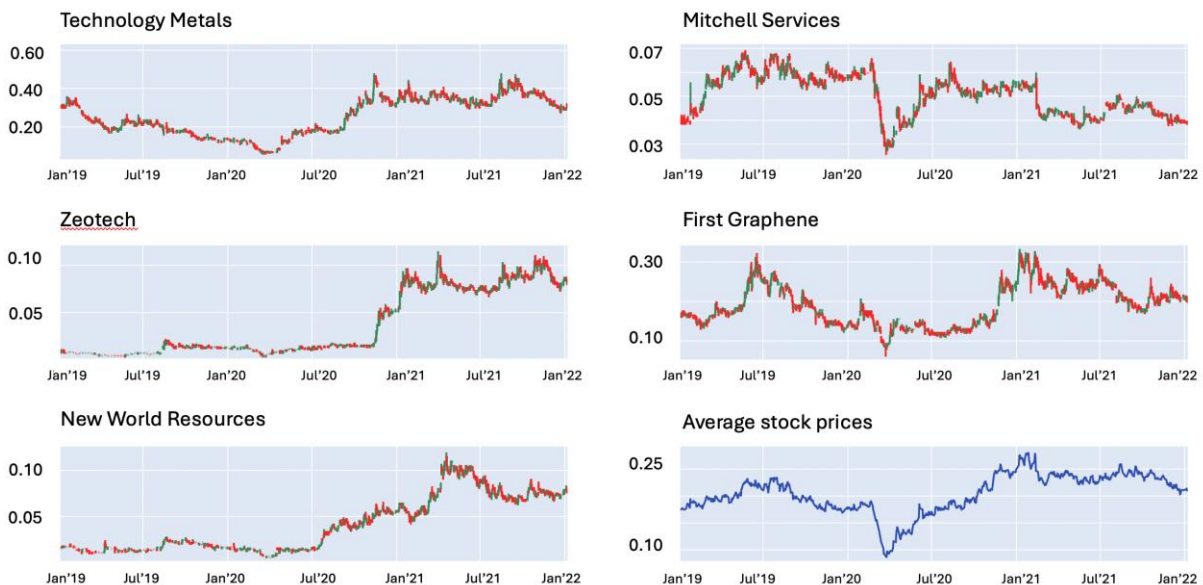 Technology Metals
0.60
0.40
0.20
Jan'19 Jul'19 Jan'20 Jul'20 Jan'21 Jul'21 Jan'22
Mitchell Services
0.07
0.05
0.03
Jan'19 Jul'19 Jan'20 Jul'20 Jan'21 Jul'21 Jan'22
Zeotech
0.10
0.05
Jan'19 Jul'19 Jan'20 Jul'20 Jan'21 Jul'21 Jan'22
First Graphene
0.30
0.10
Jan'19 Jul'19 Jan'20 Jul'20 Jan'21 Jul'21 Jan'22
New World Resources
0.10
0.05
Jan'19 Jul'19 Jan'20 Jul'20 Jan'21 Jul'21 Jan'22
Average stock prices
0.25
0.10
Jan'19 Jul'19 Jan'20 Jul'20 Jan'21 Jul'21 Jan'22